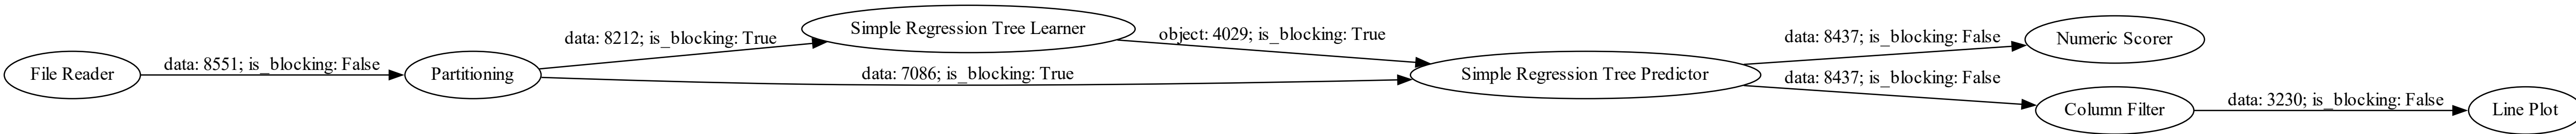 File Reader
data: 8551; is_blocking: False
Partitioning
data: 8212; is_blocking: True
Simple Regression Tree Learner
object: 4029; is_blocking: True
data: 7086; is_blocking: True
Simple Regression Tree Predictor
data: 8437; is_blocking: False
Numeric Scorer
data: 8437; is_blocking: False
Column Filter
data: 3230; is_blocking: False
Line Plot